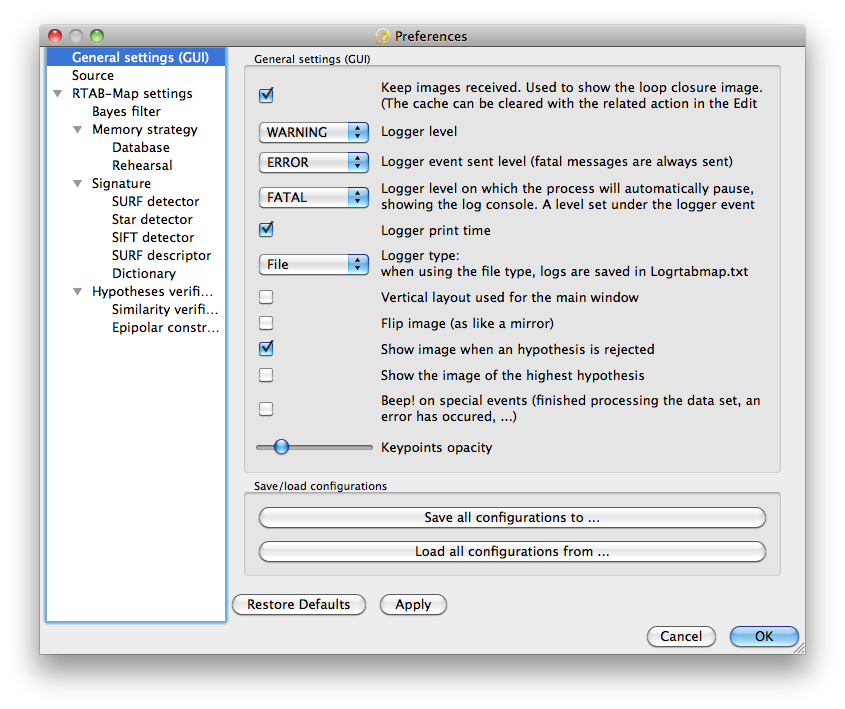 Preferences
General settings (GUI)
Source
RTAB-Map settings
Bayes filter
Memory strategy
Database
Rehearsal
Signature
SURF detector
Star detector
SIFT detector
SURF descriptor
Dictionary
Hypotheses verifi...
Similarity verifi...
Epipolar constr...
General settings (GUI)
Keep images received. Used to show the loop closure image.
(The cache can be cleared with the related action in the Edit
WARNING Logger level
ERROR Logger event sent level (fatal messages are always sent)
FATAL Logger level on which the process will automatically pause,
showing the log console. A level set under the logger event
Logger print time
File Logger type:
when using the file type, logs are saved in Logrtabmap.txt
Vertical layout used for the main window
Flip image (as like a mirror)
Show image when an hypothesis is rejected
Show the image of the highest hypothesis
Beep! on special events (finished processing the data set, an
error has occured, ...)
Keypoints opacity
Save/load configurations
Save all configurations to ...
Load all configurations from ...
Restore Defaults Apply
Cancel OK